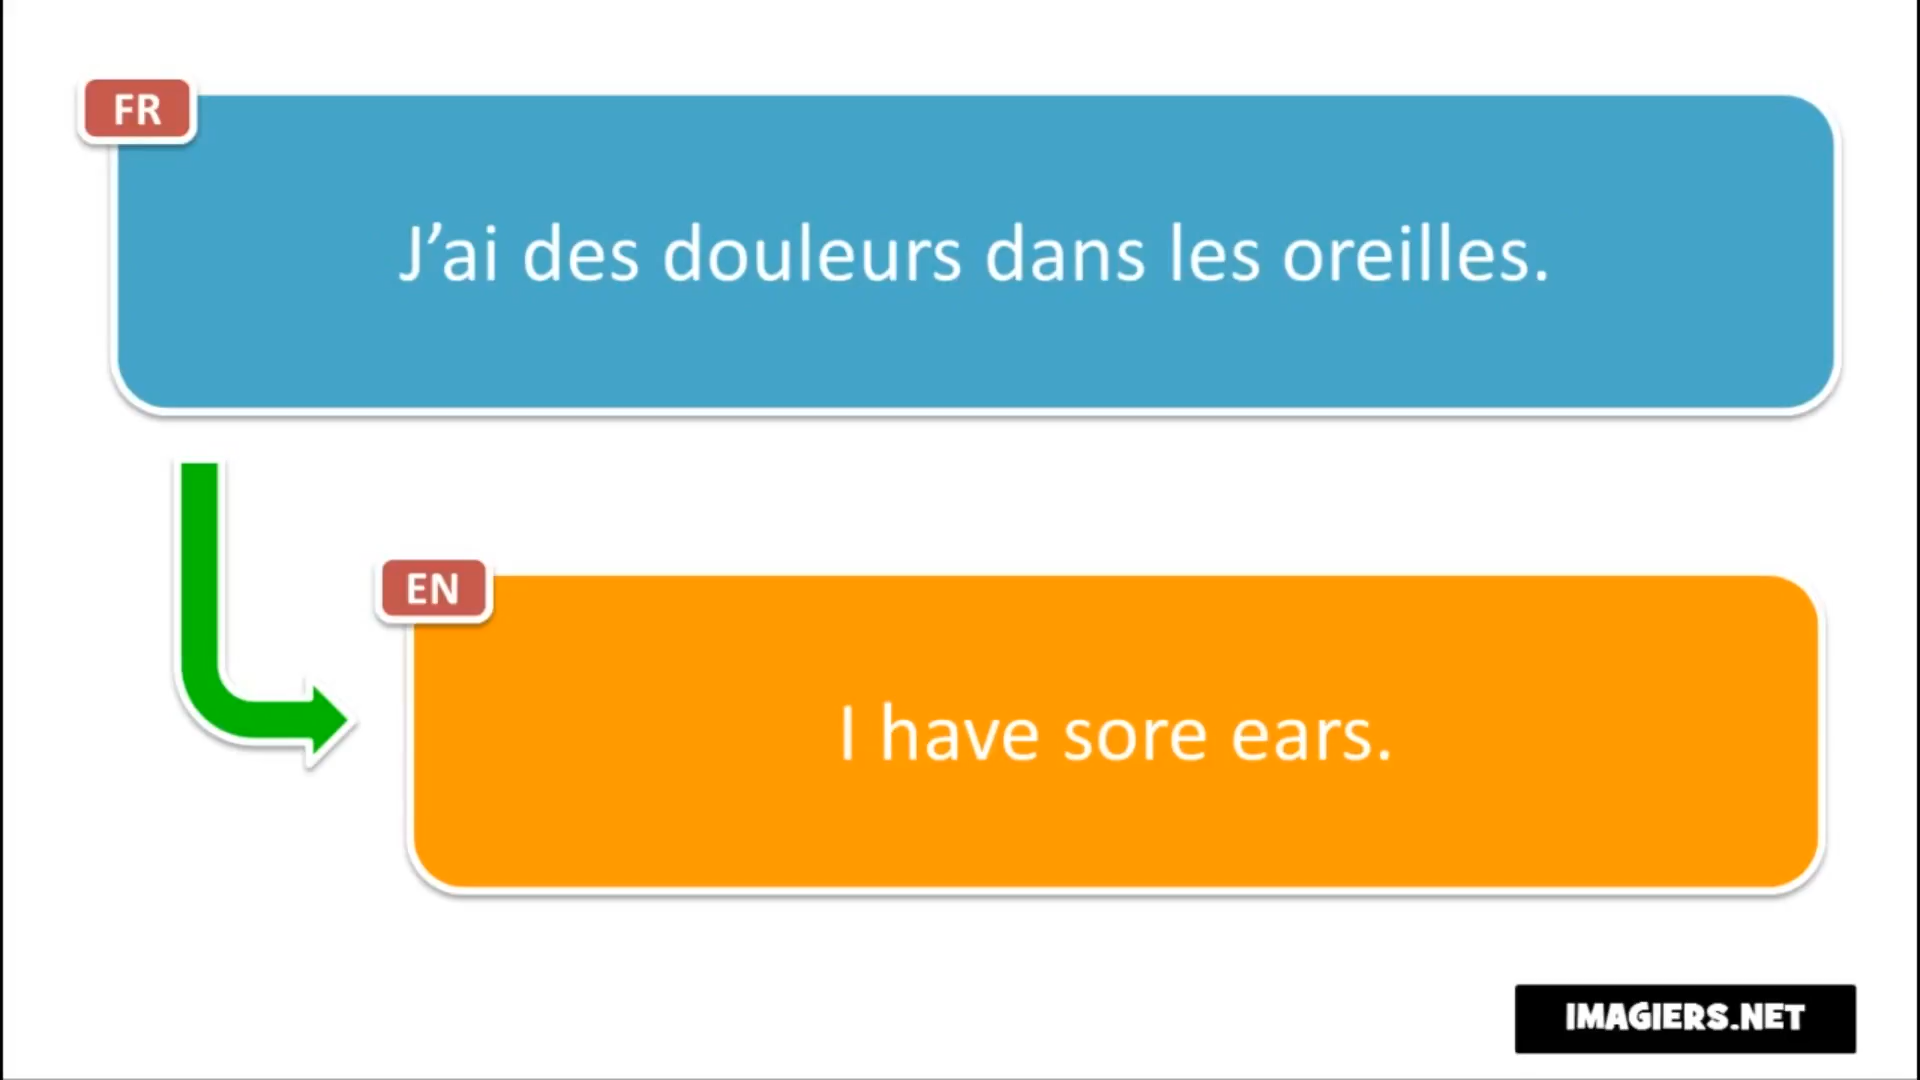 FR
J’ai des douleurs dans les oreilles.
EN
I have sore ears.
IMAGIERS.NET